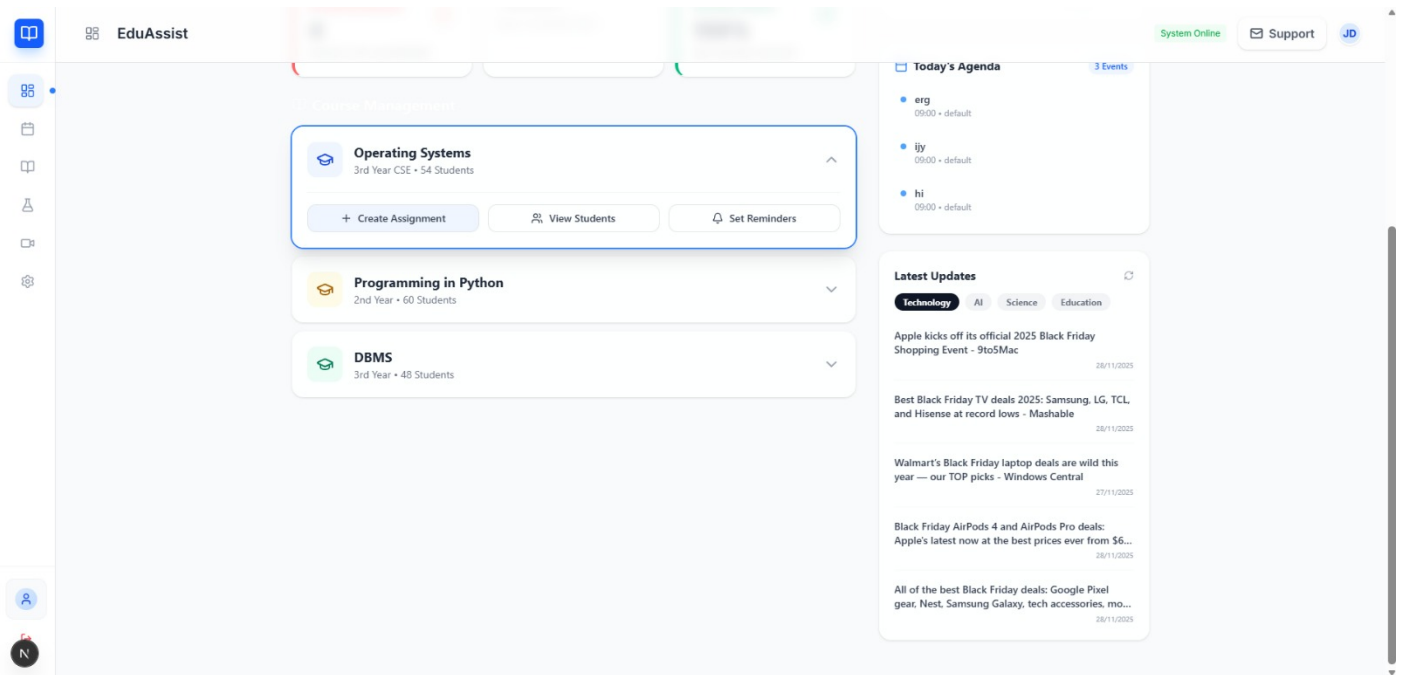 EduAssist
System Online
Support
JD
Course Management
Operating Systems
3rd Year CSE • 54 Students
+ Create Assignment
View Students
Set Reminders
Programming in Python
2nd Year • 60 Students
DBMS
3rd Year • 48 Students
Today's Agenda
3 Events
erg
09:00 • default
ijy
09:00 • default
hi
09:00 • default
Latest Updates
Technology
AI
Science
Education
Apple kicks off its official 2025 Black Friday
Shopping Event - 9to5Mac
28/11/2025
Best Black Friday TV deals 2025: Samsung, LG, TCL,
and Hisense at record lows - Mashable
28/11/2025
Walmart's Black Friday laptop deals are wild this
year — our TOP picks - Windows Central
27/11/2025
Black Friday AirPods 4 and AirPods Pro deals:
Apple's latest now at the best prices ever from $6...
28/11/2025
All of the best Black Friday deals: Google Pixel
gear, Nest, Samsung Galaxy, tech accessories, mo...
28/11/2025
N